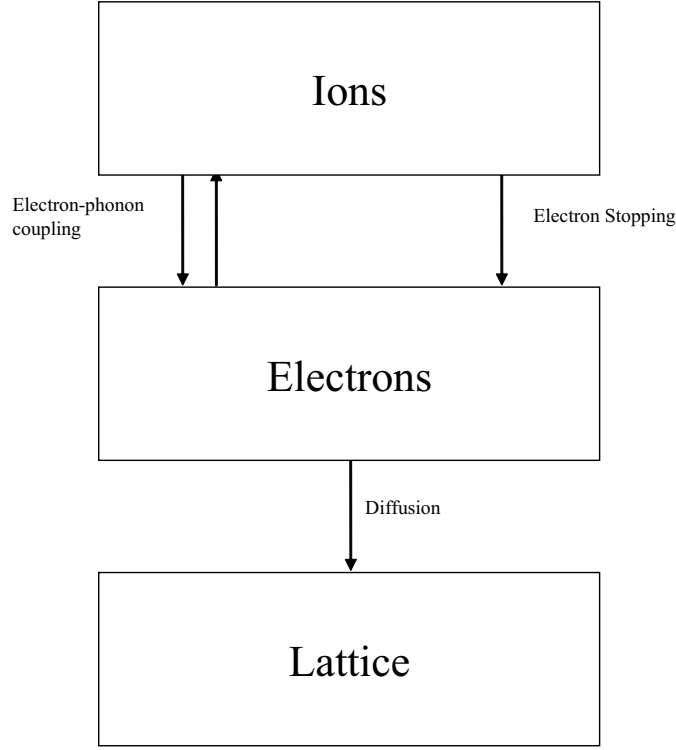 Ions
Electron-phonon
coupling
Electron Stopping
Electrons
Diffusion
Lattice